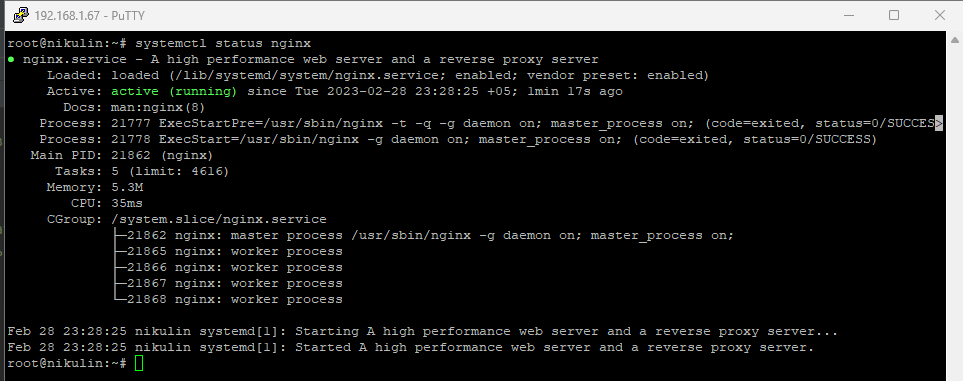 192.168.1.67 - PuTTY
root@nikulin:~# systemctl status nginx
● nginx.service - A high performance web server and a reverse proxy server
     Loaded: loaded (/lib/systemd/system/nginx.service; enabled; vendor preset: enabled)
     Active: active (running) since Tue 2023-02-28 23:28:25 +05; 1min 17s ago
       Docs: man:nginx(8)
    Process: 21777 ExecStartPre=/usr/sbin/nginx -t -q -g daemon on; master_process on; (code=exited, status=0/SUCCES>
    Process: 21778 ExecStart=/usr/sbin/nginx -g daemon on; master_process on; (code=exited, status=0/SUCCESS)
   Main PID: 21862 (nginx)
      Tasks: 5 (limit: 4616)
     Memory: 5.3M
        CPU: 35ms
     CGroup: /system.slice/nginx.service
             ├─21862 nginx: master process /usr/sbin/nginx -g daemon on; master_process on;
             ├─21865 nginx: worker process
             ├─21866 nginx: worker process
             ├─21867 nginx: worker process
             └─21868 nginx: worker process
Feb 28 23:28:25 nikulin systemd[1]: Starting A high performance web server and a reverse proxy server...
Feb 28 23:28:25 nikulin systemd[1]: Started A high performance web server and a reverse proxy server.
root@nikulin:~#